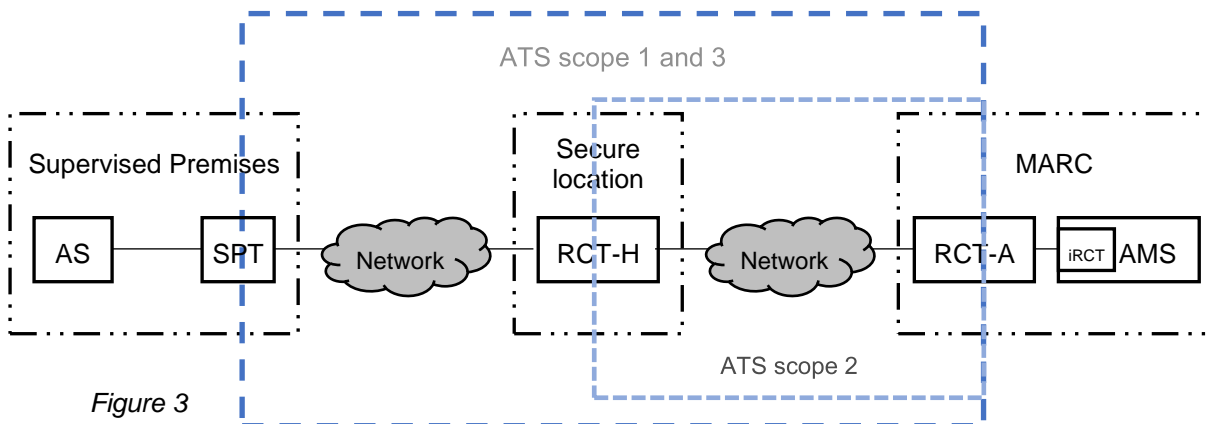 ATS scope 1 and 3
Supervised Premises
Secure
location
MARC
AS
SPT
Network
RCT-H
Network
RCT-A
iRCT
AMS
ATS scope 2
Figure 3